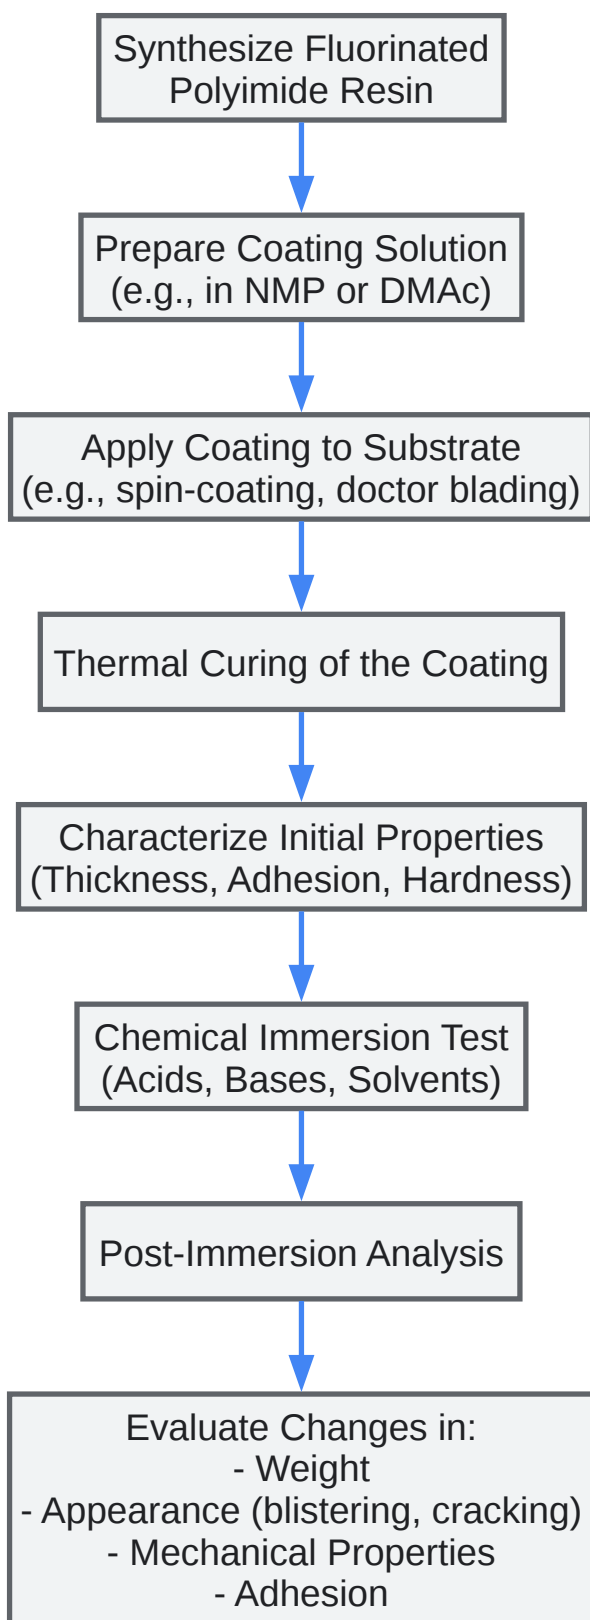 Synthesize Fluorinated
Polyimide Resin
Prepare Coating Solution
(e.g., in NMP or DMAc)
Apply Coating to Substrate
(e.g., spin-coating, doctor blading)
Thermal Curing of the Coating
Characterize Initial Properties
(Thickness, Adhesion, Hardness)
Chemical Immersion Test
(Acids, Bases, Solvents)
Post-Immersion Analysis
Evaluate Changes in:
- Weight
- Appearance (blistering, cracking)
- Mechanical Properties
- Adhesion